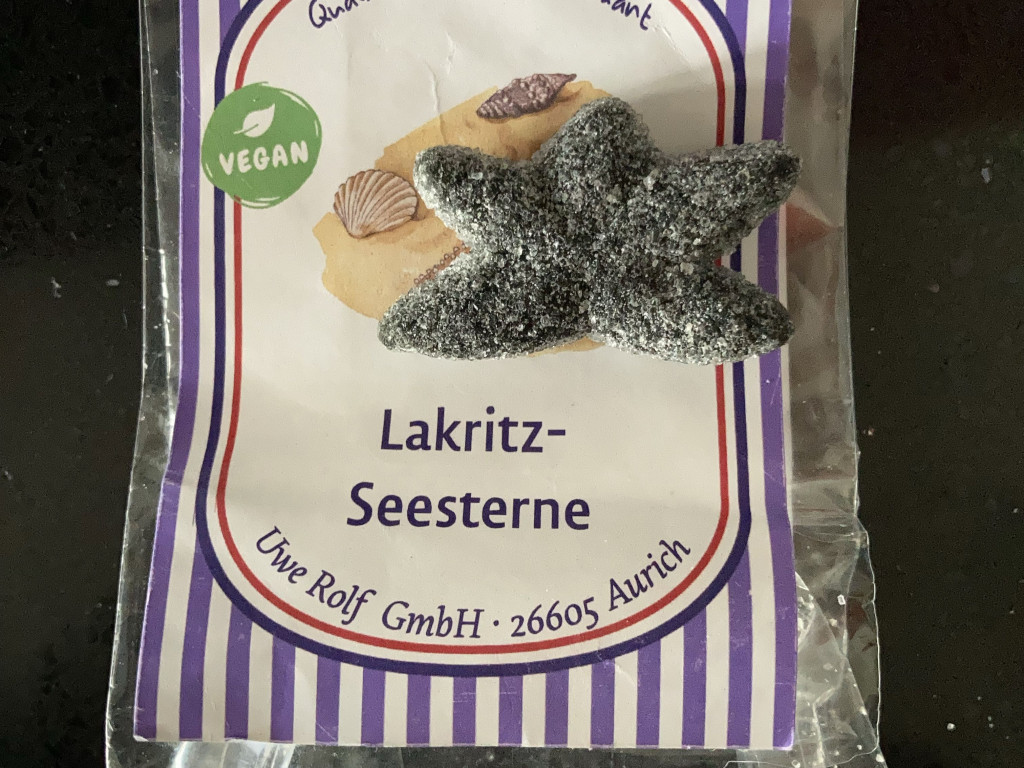 VEGAN
Lakritz-
Seesterne
Uwe Rolf GmbH · 26605 Aurich